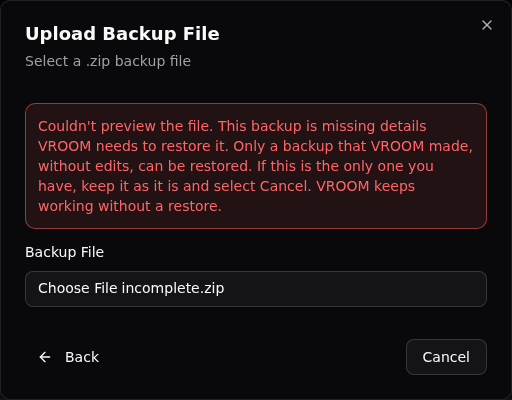 Upload Backup File
Select a .zip backup file
Couldn't preview the file. This backup is missing details
VROOM needs to restore it. Only a backup that VROOM made,
without edits, can be restored. If this is the only one you
have, keep it as it is and select Cancel. VROOM keeps
working without a restore.
Backup File
Choose File incomplete.zip
Back
Cancel